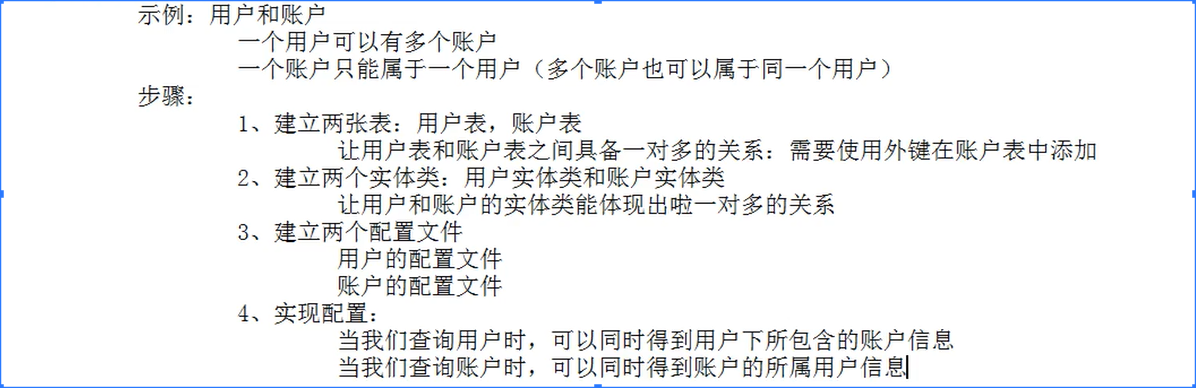 示例：用户和账户
一个用户可以有多个账户
一个账户只能属于一个用户（多个账户也可以属于同一个用户）
步骤：
1、建立两张表：用户表，账户表
让用户表和账户表之间具备一对多的关系：需要使用外键在账户表中添加
2、建立两个实体类：用户实体类和账户实体类
让用户和账户的实体类能体现出啦一对多的关系
3、建立两个配置文件
用户的配置文件
账户的配置文件
4、实现配置：
当我们查询用户时，可以同时得到用户下所包含的账户信息
当我们查询账户时，可以同时得到账户的所属用户信息